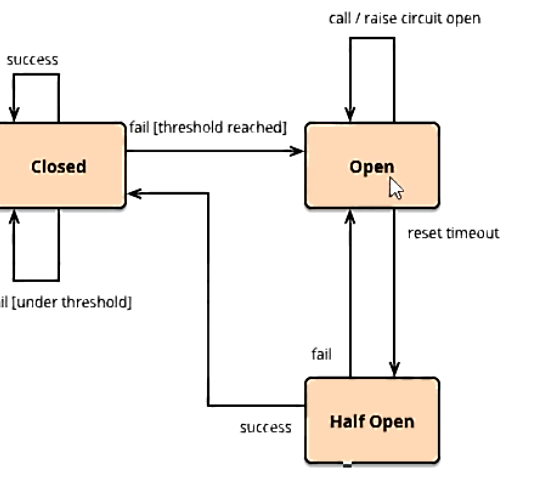 call / raise circuit open
success
fail [threshold reached]
Closed
Open
reset timeout
il [under threshold]
fail
Half Open
success